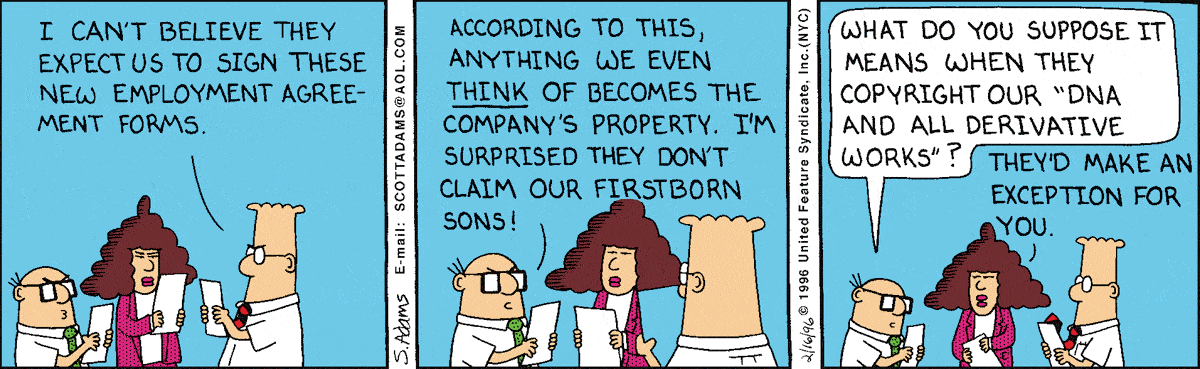 I CAN'T BELIEVE THEY
EXPECT US TO SIGN THESE
NEW EMPLOYMENT AGREE-
MENT FORMS.
S. Adams E-mail: SCOTTADAMS@AOL.COM
ACCORDING TO THIS,
ANYTHING WE EVEN
THINK OF BECOMES THE
COMPANY'S PROPERTY. I'M
SURPRISED THEY DON'T
CLAIM OUR FIRSTBORN
SONS!
2/16/96 © 1996 United Feature Syndicate, Inc.(NYC)
WHAT DO YOU SUPPOSE IT
MEANS WHEN THEY
COPYRIGHT OUR "DNA
AND ALL DERIVATIVE
WORKS"?
THEY'D MAKE AN
EXCEPTION FOR
YOU.